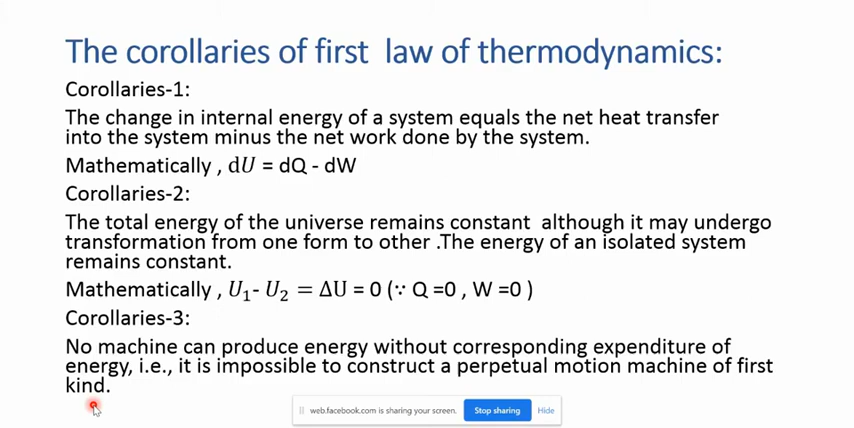 The corollaries of first law of thermodynamics:
Corollaries-1:
The change in internal energy of a system equals the net heat transfer
into the system minus the net work done by the system.
Mathematically , dU = dQ - dW
Corollaries-2:
The total energy of the universe remains constant although it may undergo
transformation from one form to other .The energy of an isolated system
remains constant.
Mathematically , U₁- U₂ = ΔU = 0 (∵ Q =0 , W =0 )
Corollaries-3:
No machine can produce energy without corresponding expenditure of
energy, i.e., it is impossible to construct a perpetual motion machine of first
kind.
web.facebook.com is sharing your screen. Stop sharing Hide